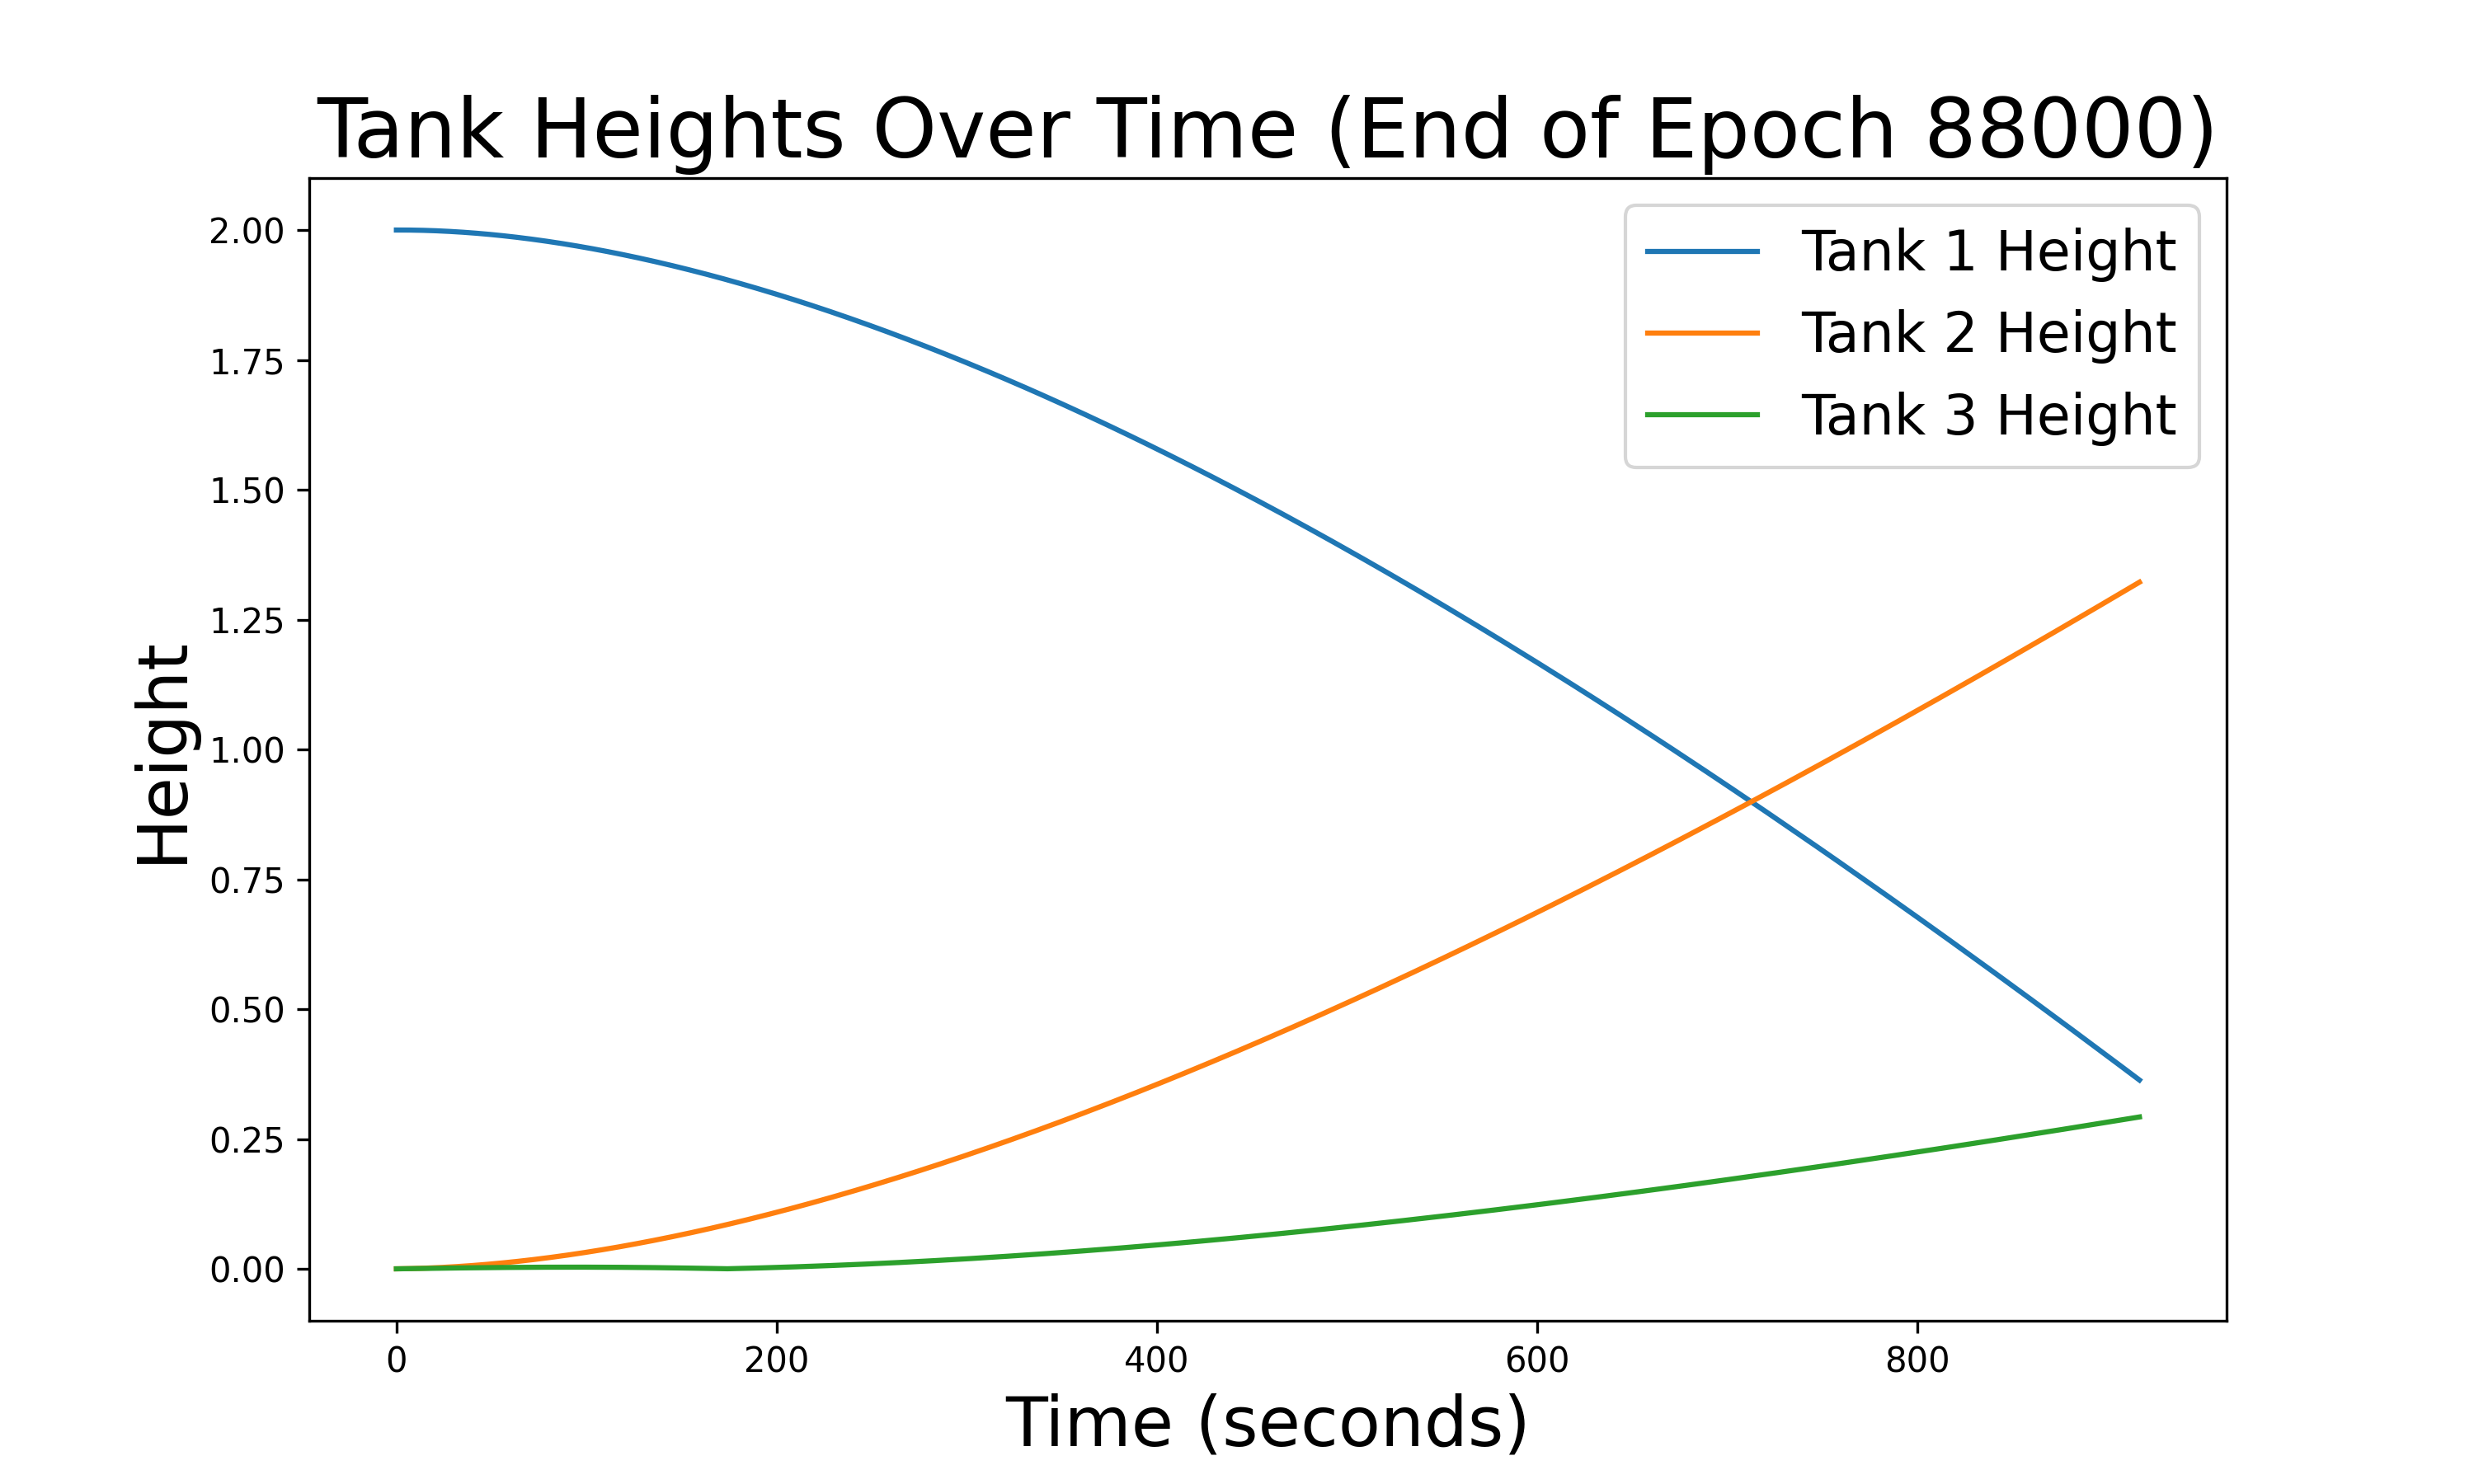 Tank Heights Over Time (End of Epoch 88000)
Tank 1 Height
Tank 2 Height
Tank 3 Height
Height
2.00
1.75
1.50
1.25
1.00
0.75
0.50
0.25
0.00
0 200 400 600 800
Time (seconds)